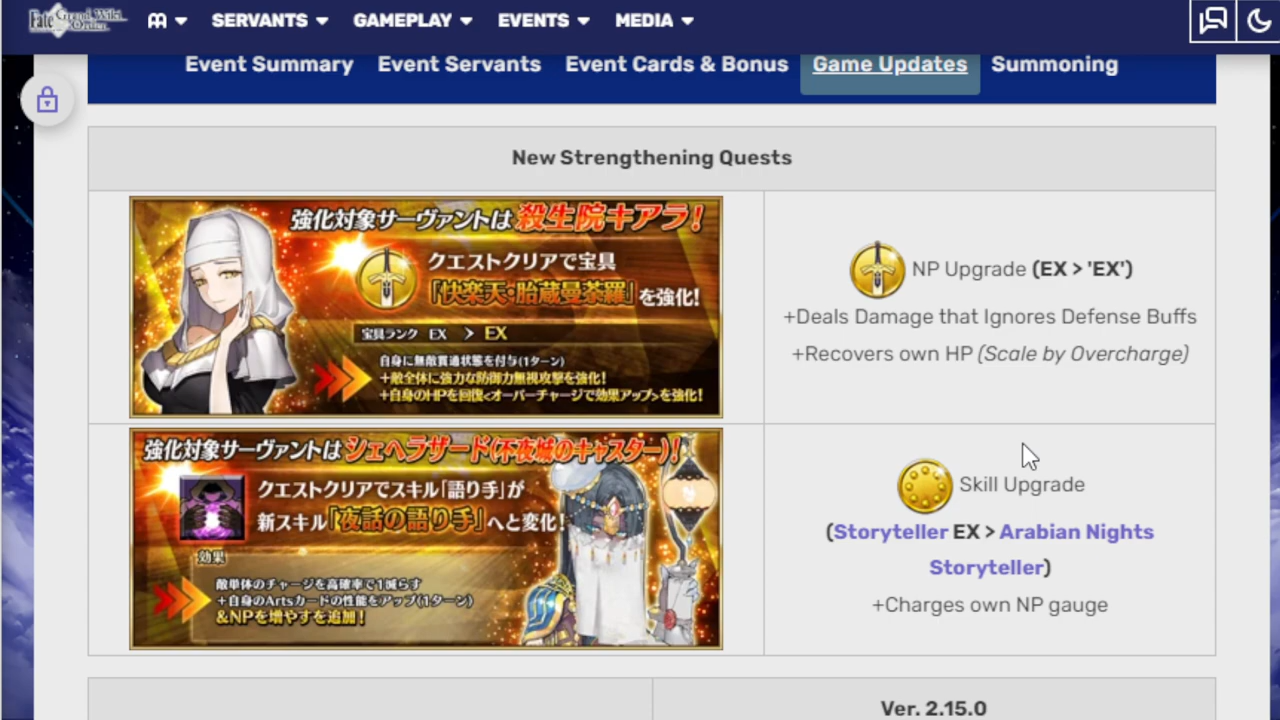 Fate Grand Order Wiki
SERVANTS
GAMEPLAY
EVENTS
MEDIA
Event Summary
Event Servants
Event Cards & Bonus
Game Updates
Summoning
New Strengthening Quests
強化対象サーヴァントは殺生院キアラ!
クエストクリアで宝具
「快楽天・胎蔵曼荼羅」を強化!
宝具ランク EX > EX
自身に無敵貫通状態を付与(1ターン)
+敵全体に強力な防御力無視攻撃を強化!
+自身のHPを回復<オーバーチャージで効果アップ>を強化!
NP Upgrade (EX > 'EX')
+Deals Damage that Ignores Defense Buffs
+Recovers own HP (Scale by Overcharge)
強化対象サーヴァントはシェヘラザード(不夜城のキャスター)!
クエストクリアでスキル「語り手」が
新スキル「夜話の語り手」へと変化!
効果
敵単体のチャージを高確率で1減らす
+自身のArtsカードの性能をアップ(1ターン)
&NPを増やすを追加!
Skill Upgrade
(Storyteller EX > Arabian Nights
Storyteller)
+Charges own NP gauge
Ver. 2.15.0